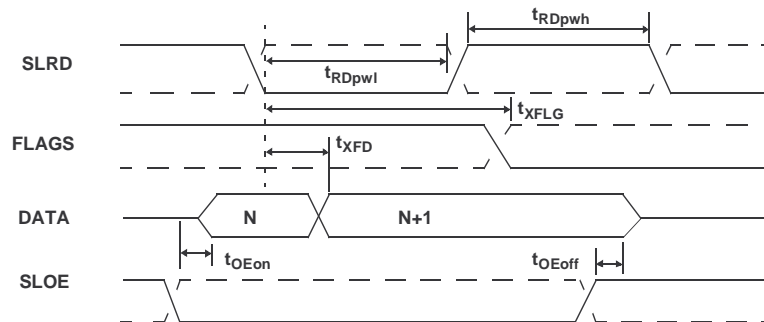 tRDpwh
SLRD
tRDpwl
tXFLG
FLAGS
tXFD
DATA
N
N+1
tOEon
tOEoff
SLOE